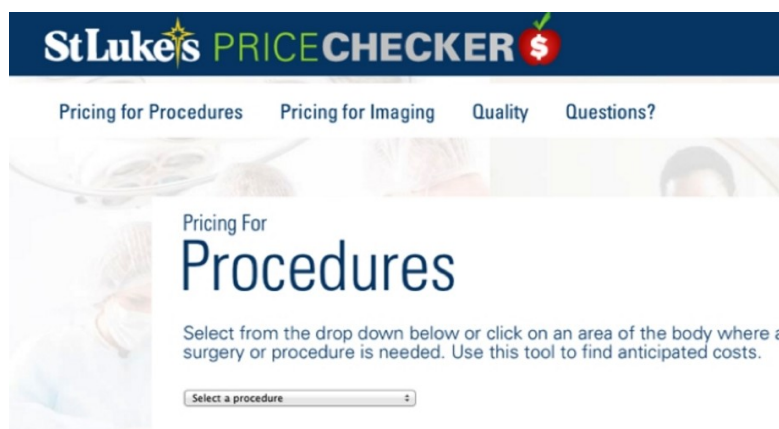 StLuke's PRICECHECKER $
Pricing for Procedures Pricing for Imaging Quality Questions?
Pricing For
Procedures
Select from the drop down below or click on an area of the body where a
surgery or procedure is needed. Use this tool to find anticipated costs.
Select a procedure